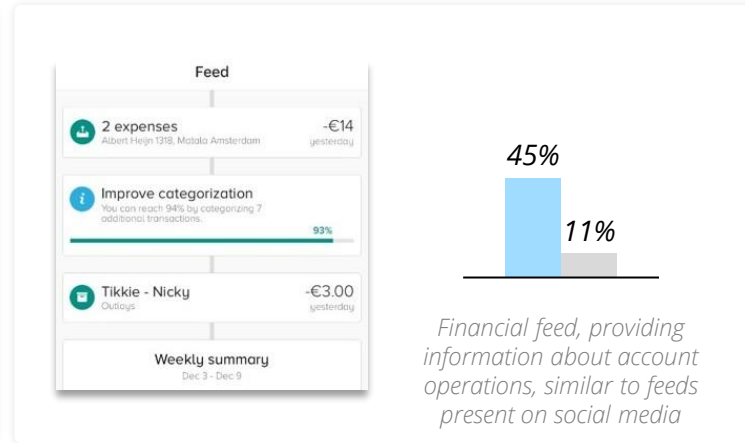 Feed
2 expenses
-€14
Albert Heijn 1318, Matala Amsterdam
yesterday
Improve categorization
You can reach 94% by categorizing 7
additional transactions.
93%
Tikkie - Nicky
-€3.00
Outlays
yesterday
Weekly summary
Dec 3 - Dec 9
45%
11%
Financial feed, providing
information about account
operations, similar to feeds
present on social media